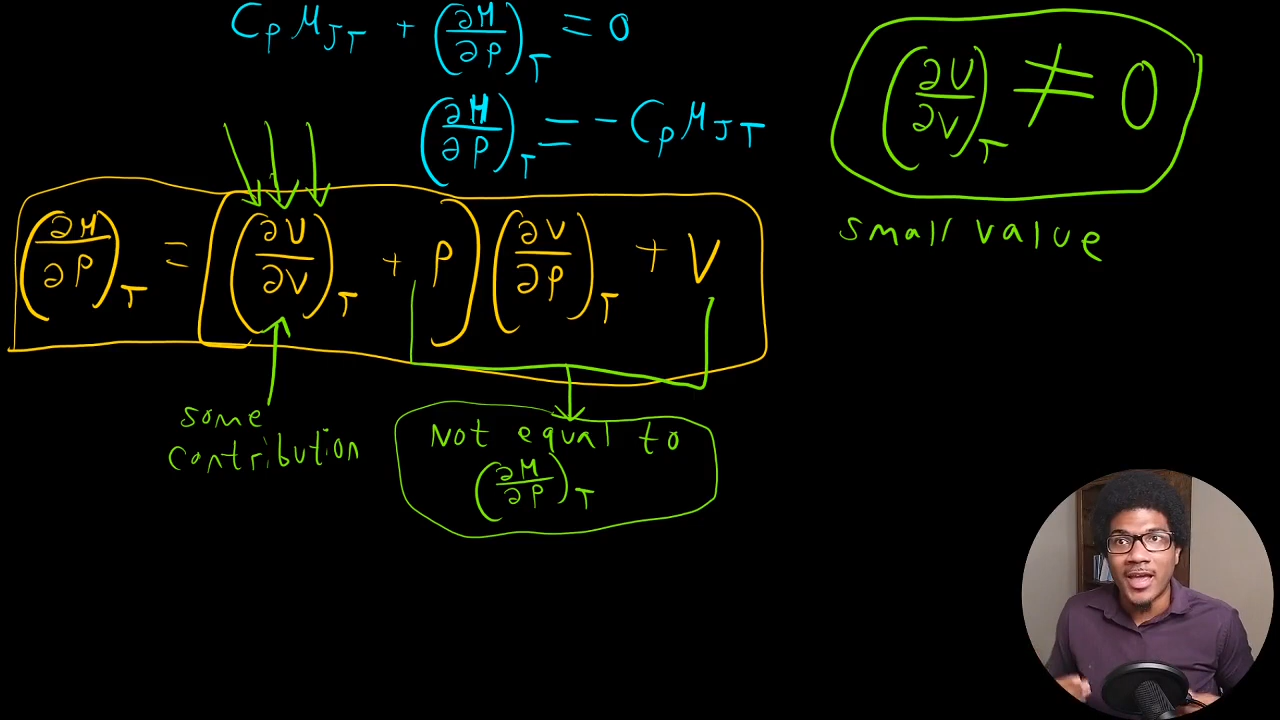 C_P μ_JT + (∂H/∂P)_T = 0
(∂H/∂P)_T = - C_P μ_JT
(∂U/∂V)_T ≠ 0
small value
(∂H/∂P)_T = [(∂U/∂V)_T + P] (∂V/∂P)_T + V
some
contribution
Not equal to
(∂H/∂P)_T